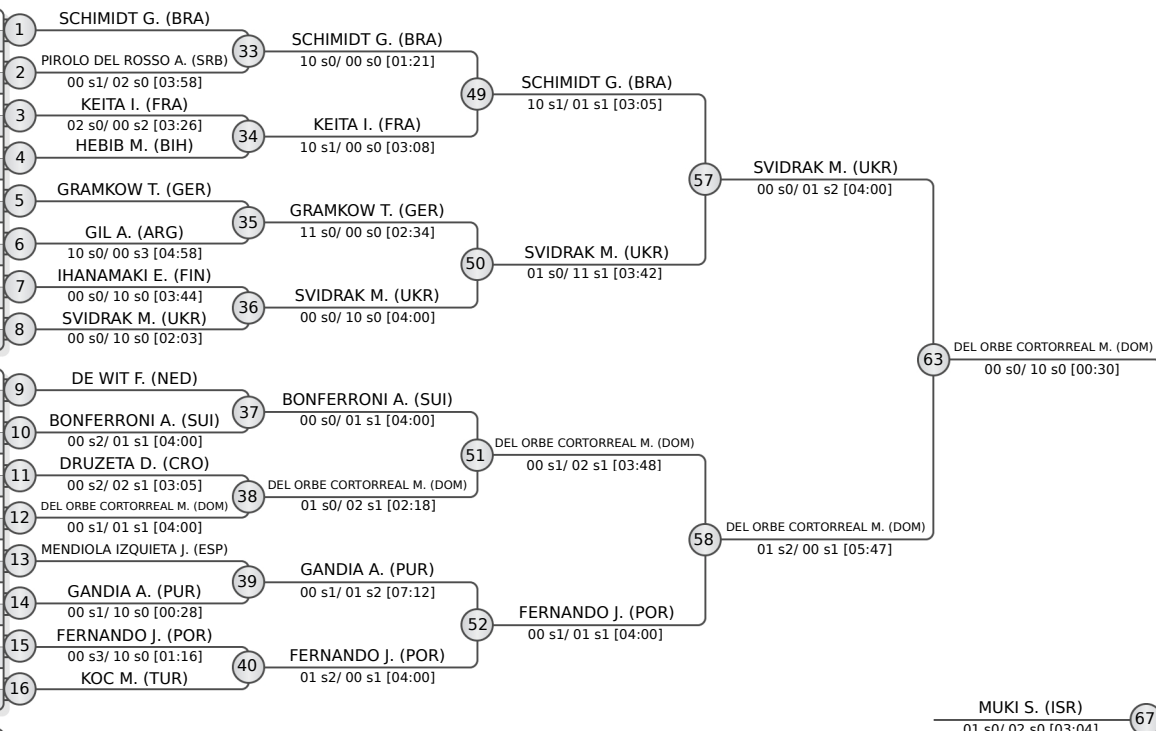 1
SCHIMIDT G. (BRA)
2
PIROLO DEL ROSSO A. (SRB)
00 s1/ 02 s0 [03:58]
3
KEITA I. (FRA)
02 s0/ 00 s2 [03:26]
4
HEBIB M. (BIH)
5
GRAMKOW T. (GER)
6
GIL A. (ARG)
10 s0/ 00 s3 [04:58]
7
IHANAMAKI E. (FIN)
00 s0/ 10 s0 [03:44]
8
SVIDRAK M. (UKR)
00 s0/ 10 s0 [02:03]
9
DE WIT F. (NED)
10
BONFERRONI A. (SUI)
00 s2/ 01 s1 [04:00]
11
DRUZETA D. (CRO)
00 s2/ 02 s1 [03:05]
12
DEL ORBE CORTORREAL M. (DOM)
00 s1/ 01 s1 [04:00]
13
MENDIOLA IZQUIETA J. (ESP)
14
GANDIA A. (PUR)
00 s1/ 10 s0 [00:28]
15
FERNANDO J. (POR)
00 s3/ 10 s0 [01:16]
16
KOC M. (TUR)
33
SCHIMIDT G. (BRA)
10 s0/ 00 s0 [01:21]
34
KEITA I. (FRA)
10 s1/ 00 s0 [03:08]
35
GRAMKOW T. (GER)
11 s0/ 00 s0 [02:34]
36
SVIDRAK M. (UKR)
00 s0/ 10 s0 [04:00]
37
BONFERRONI A. (SUI)
00 s0/ 01 s1 [04:00]
38
DEL ORBE CORTORREAL M. (DOM)
01 s0/ 02 s1 [02:18]
39
GANDIA A. (PUR)
00 s1/ 01 s2 [07:12]
40
FERNANDO J. (POR)
01 s2/ 00 s1 [04:00]
49
SCHIMIDT G. (BRA)
10 s1/ 01 s1 [03:05]
50
SVIDRAK M. (UKR)
01 s0/ 11 s1 [03:42]
51
DEL ORBE CORTORREAL M. (DOM)
00 s1/ 02 s1 [03:48]
52
FERNANDO J. (POR)
00 s1/ 01 s1 [04:00]
57
SVIDRAK M. (UKR)
00 s0/ 01 s2 [04:00]
58
DEL ORBE CORTORREAL M. (DOM)
01 s2/ 00 s1 [05:47]
63
DEL ORBE CORTORREAL M. (DOM)
00 s0/ 10 s0 [00:30]
MUKI S. (ISR)
01 s0/ 02 s0 [03:04]
67